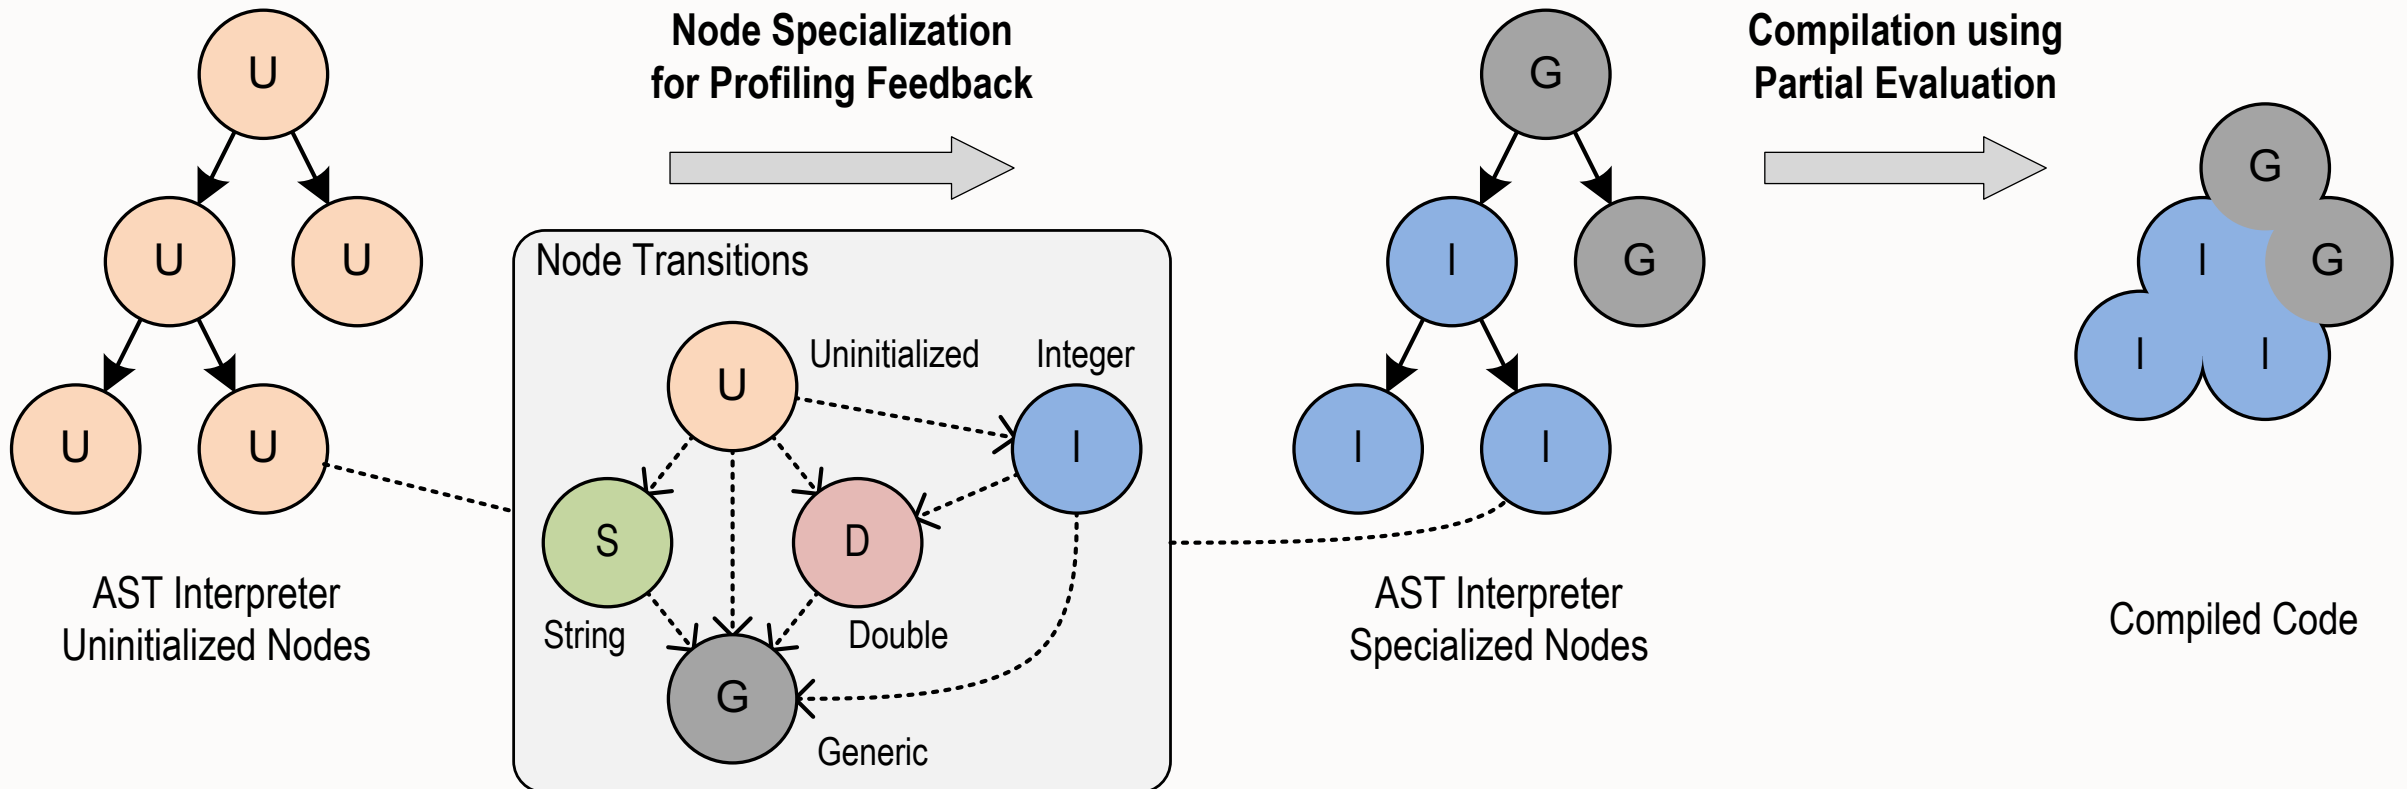 U
U
U
U
U
AST Interpreter
Uninitialized Nodes
Node Specialization
for Profiling Feedback
Node Transitions
U
Uninitialized
Integer
I
S
D
String
Double
G
Generic
G
I
G
I
I
AST Interpreter
Specialized Nodes
Compilation using
Partial Evaluation
G
I
G
I
I
Compiled Code